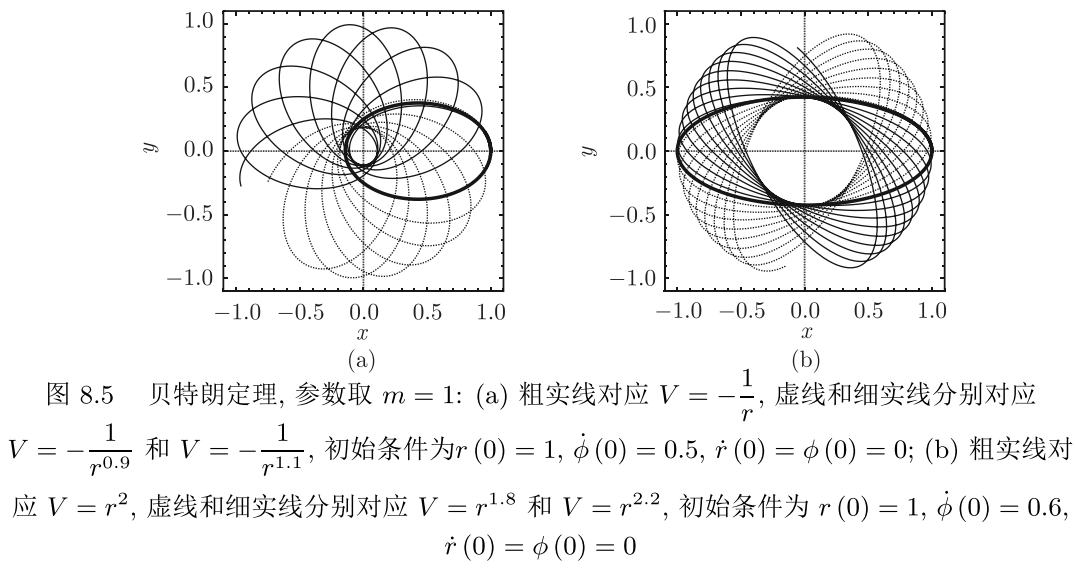 1.0
0.5
0.0
−0.5
−1.0
y
−1.0 −0.5 0.0 0.5 1.0
x
(a)
1.0
0.5
0.0
−0.5
−1.0
y
−1.0 −0.5 0.0 0.5 1.0
x
(b)
图 8.5 贝特朗定理, 参数取 m = 1: (a) 粗实线对应 V = −1/r, 虚线和细实线分别对应
V = −1/r^0.9 和 V = −1/r^1.1, 初始条件为r (0) = 1, ϕ̇ (0) = 0.5, ṙ (0) = ϕ (0) = 0; (b) 粗实线对
应 V = r², 虚线和细实线分别对应 V = r^1.8 和 V = r^2.2, 初始条件为 r (0) = 1, ϕ̇ (0) = 0.6,
ṙ (0) = ϕ (0) = 0